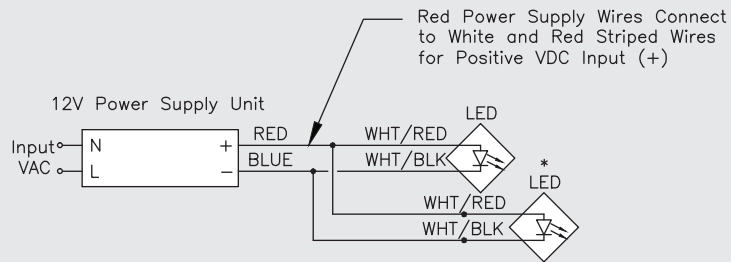 Red Power Supply Wires Connect
to White and Red Striped Wires
for Positive VDC Input (+)
12V Power Supply Unit
LED
Input N + RED WHT/RED
VAC L – BLUE WHT/BLK
*
LED
WHT/RED
WHT/BLK